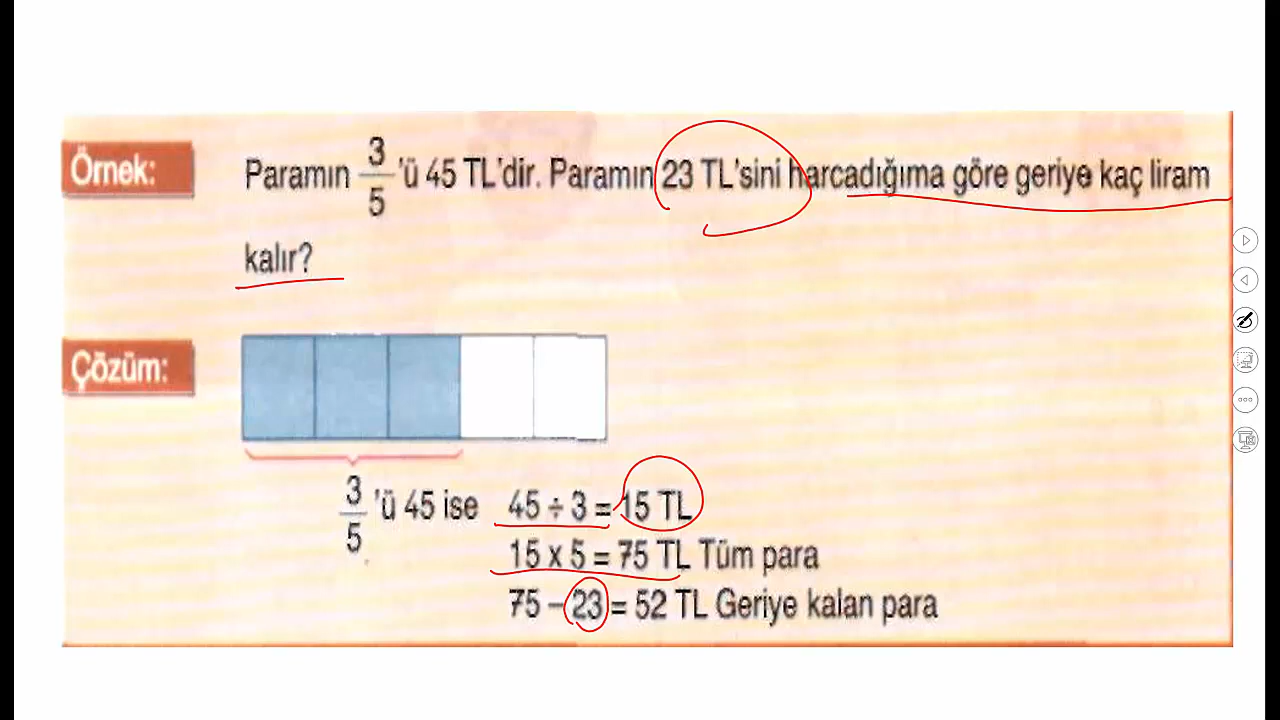 Örnek:
Paramın 3/5 'ü 45 TL'dir. Paramın 23 TL'sini harcadığıma göre geriye kaç liram
kalır?
Çözüm:
3/5 'ü 45 ise 45 ÷ 3 = 15 TL
15 x 5 = 75 TL Tüm para
75 – 23 = 52 TL Geriye kalan para